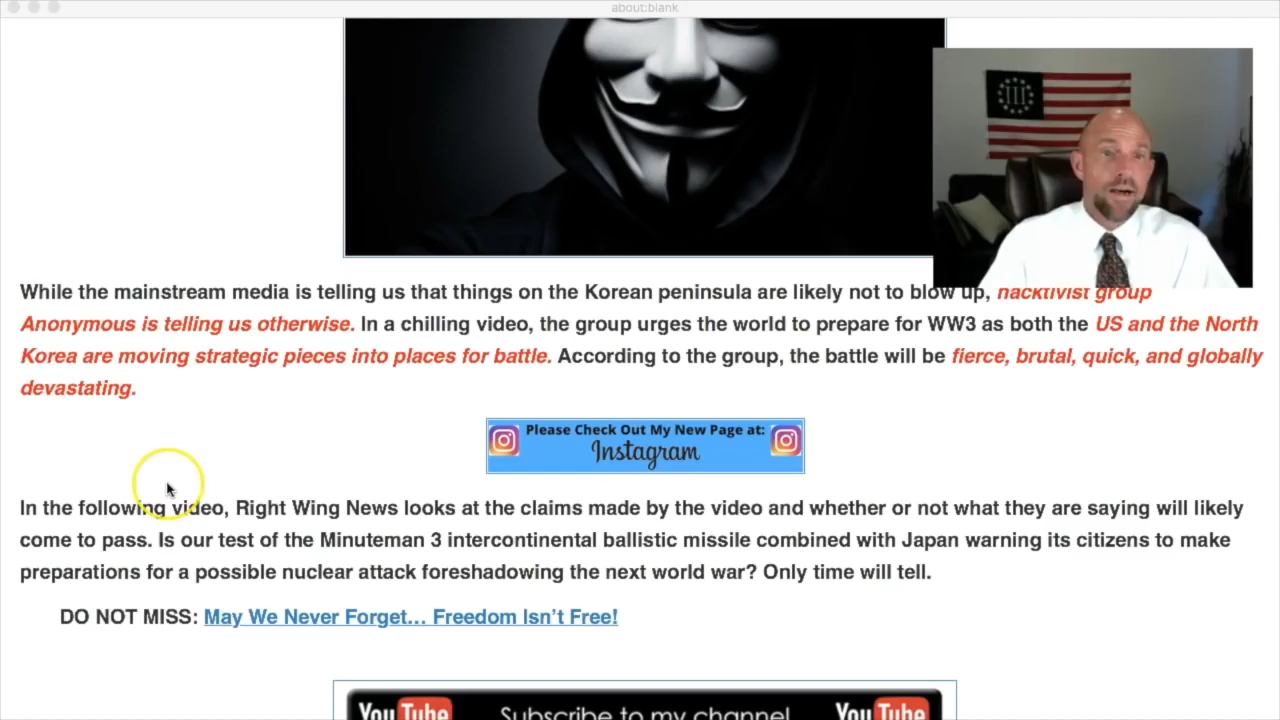 about:blank
III
While the mainstream media is telling us that things on the Korean peninsula are likely not to blow up, hacktivist group
Anonymous is telling us otherwise. In a chilling video, the group urges the world to prepare for WW3 as both the US and the North
Korea are moving strategic pieces into places for battle. According to the group, the battle will be fierce, brutal, quick, and globally
devastating.
Please Check Out My New Page at:
Instagram
In the following video, Right Wing News looks at the claims made by the video and whether or not what they are saying will likely
come to pass. Is our test of the Minuteman 3 intercontinental ballistic missile combined with Japan warning its citizens to make
preparations for a possible nuclear attack foreshadowing the next world war? Only time will tell.
DO NOT MISS: May We Never Forget... Freedom Isn’t Free!
YouTube Subscribe to my channel YouTube